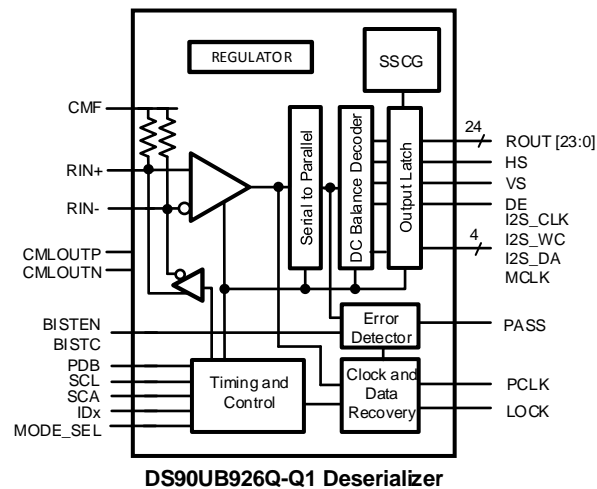 REGULATOR
SSCG
CMF
RIN+
RIN-
CMLOUTP
CMLOUTN
BISTEN
BISTC
PDB
SCL
SCA
IDx
MODE_SEL
Serial to Parallel
DC Balance Decoder
Output Latch
Timing and
Control
Error
Detector
Clock and
Data
Recovery
24
ROUT [23:0]
HS
VS
DE
I2S_CLK
4
I2S_WC
I2S_DA
MCLK
PASS
PCLK
LOCK
DS90UB926Q-Q1 Deserializer